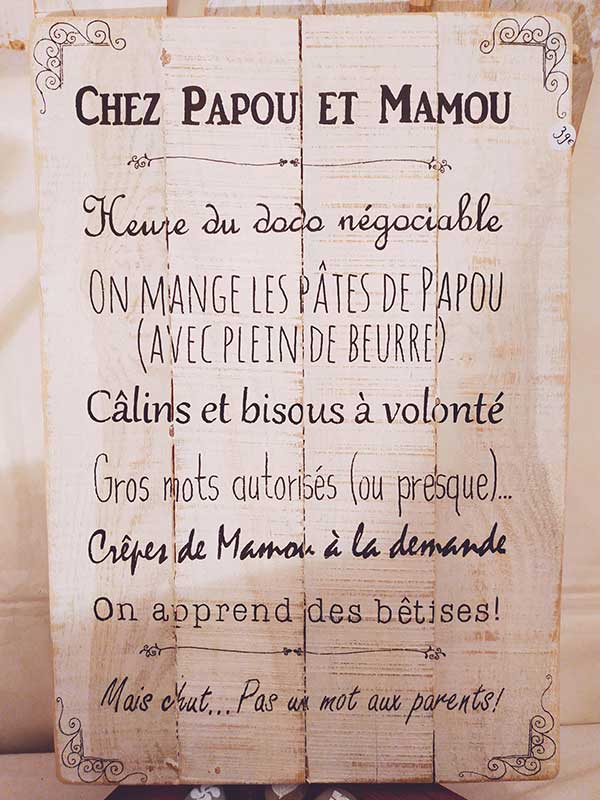 CHEZ PAPOU ET MAMOU
39€
Heure du dodo négociable
ON MANGE LES PÂTES DE PAPOU
(AVEC PLEIN DE BEURRE)
Câlins et bisous à volonté
Gros mots autorisés (ou presque)...
Crêpes de Mamou à la demande
On apprend des bêtises!
Mais chut... Pas un mot aux parents!